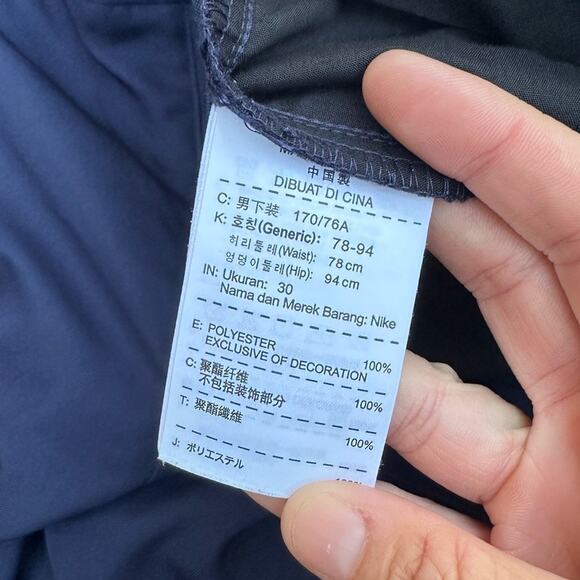 中国製
DIBUAT DI CINA
C: 男下装 170/76A
K: 호칭(Generic): 78-94
허리둘레(Waist): 78cm
엉덩이둘레(Hip): 94cm
IN: Ukuran: 30
Nama dan Merek Barang: Nike
E: POLYESTER 100%
EXCLUSIVE OF DECORATION
C: 聚酯纤维 100%
不包括装饰部分
T: 聚酯纖維 100%
J: ポリエステル